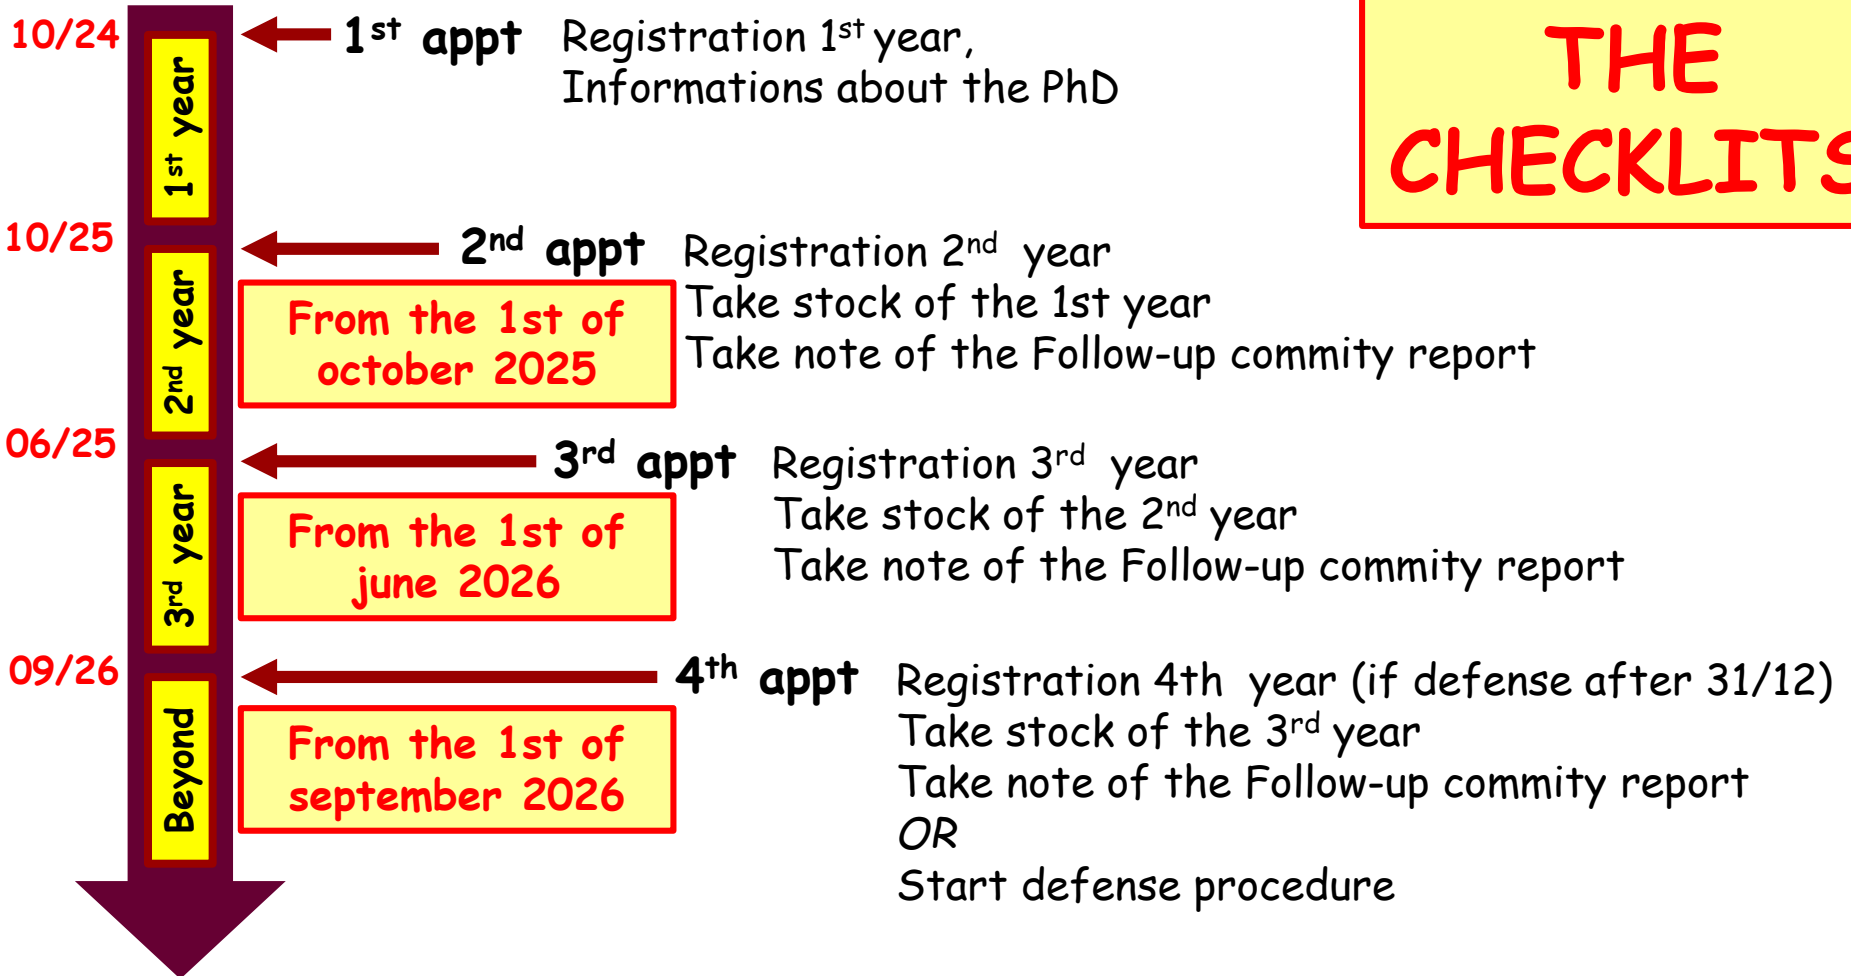 THE
CHECKLITS
10/24
1st year
1st appt Registration 1st year,
Informations about the PhD
10/25
2nd year
2nd appt Registration 2nd year
From the 1st of
october 2025
Take stock of the 1st year
Take note of the Follow-up commity report
06/25
3rd year
3rd appt Registration 3rd year
From the 1st of
june 2026
Take stock of the 2nd year
Take note of the Follow-up commity report
09/26
Beyond
4th appt Registration 4th year (if defense after 31/12)
From the 1st of
september 2026
Take stock of the 3rd year
Take note of the Follow-up commity report
OR
Start defense procedure